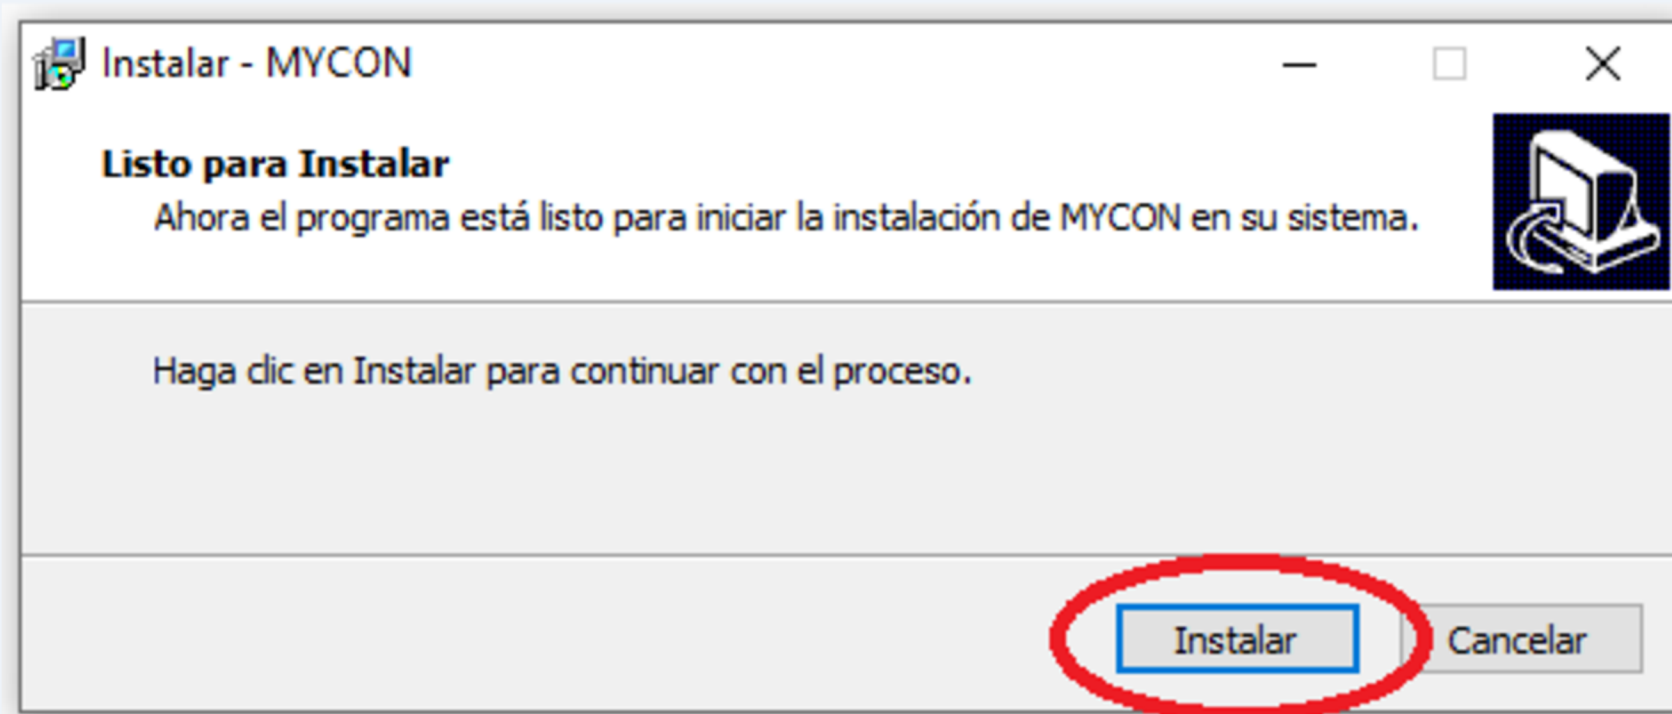 Instalar - MYCON
Listo para Instalar
Ahora el programa está listo para iniciar la instalación de MYCON en su sistema.
Haga clic en Instalar para continuar con el proceso.
Instalar Cancelar